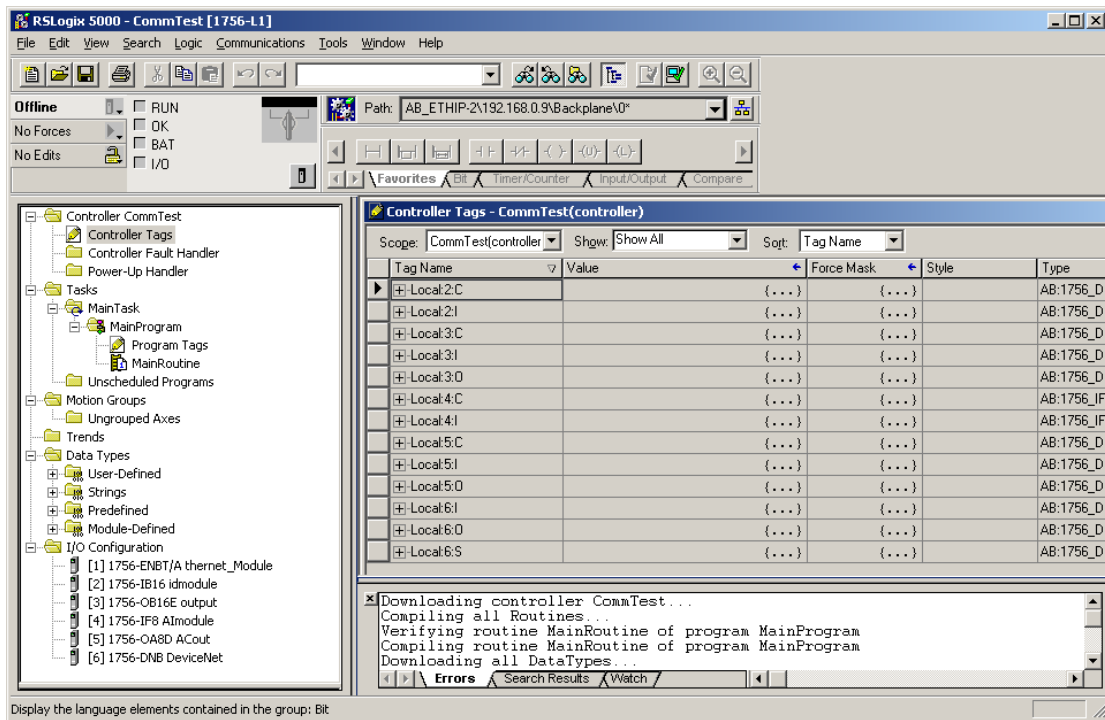 RSLogix 5000 - CommTest [1756-L1]
File Edit View Search Logic Communications Tools Window Help
Offline
RUN
No Forces
OK
No Edits
BAT
I/O
Path: AB_ETHIP-2\192.168.0.9\Backplane\0*
Favorites Bit Timer/Counter Input/Output Compare
Controller CommTest
Controller Tags
Controller Fault Handler
Power-Up Handler
Tasks
MainTask
MainProgram
Program Tags
MainRoutine
Unscheduled Programs
Motion Groups
Ungrouped Axes
Trends
Data Types
User-Defined
Strings
Predefined
Module-Defined
I/O Configuration
[1] 1756-ENBT/A thernet_Module
[2] 1756-IB16 idmodule
[3] 1756-OB16E output
[4] 1756-IF8 AImodule
[5] 1756-OA8D ACout
[6] 1756-DNB DeviceNet
Controller Tags - CommTest(controller)
Scope: CommTest(controller Show: Show All Sort: Tag Name
Tag Name Value Force Mask Style Type
Local:2:C {...} {...} AB:1756_D
Local:2:I {...} {...} AB:1756_D
Local:3:C {...} {...} AB:1756_D
Local:3:I {...} {...} AB:1756_D
Local:3:O {...} {...} AB:1756_D
Local:4:C {...} {...} AB:1756_IF
Local:4:I {...} {...} AB:1756_IF
Local:5:C {...} {...} AB:1756_D
Local:5:I {...} {...} AB:1756_D
Local:5:O {...} {...} AB:1756_D
Local:6:I {...} {...} AB:1756_D
Local:6:O {...} {...} AB:1756_D
Local:6:S {...} {...} AB:1756_D
Downloading controller CommTest...
Compiling all Routines...
Verifying routine MainRoutine of program MainProgram
Compiling routine MainRoutine of program MainProgram
Downloading all DataTypes...
Errors Search Results Watch
Display the language elements contained in the group: Bit